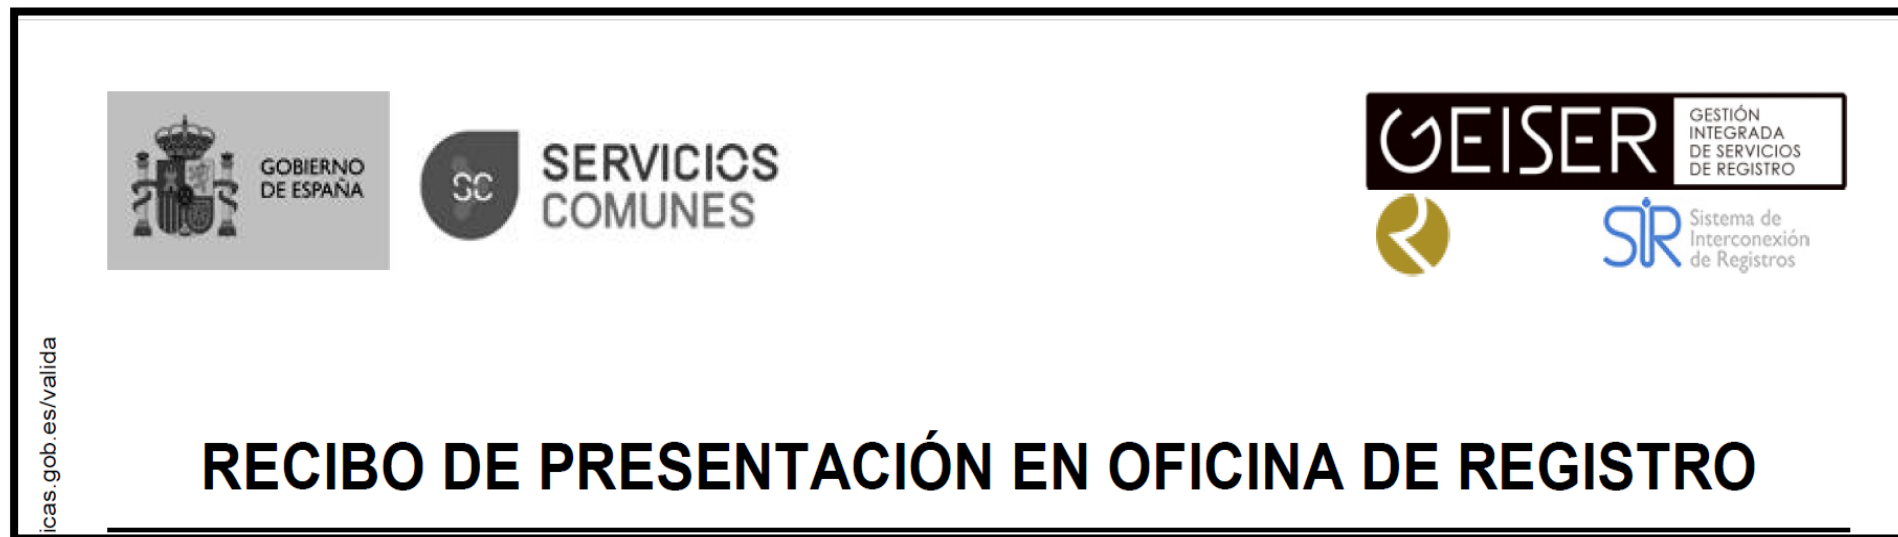 GOBIERNO
DE ESPAÑA
SC
SERVICIOS
COMUNES
GEISER
GESTIÓN
INTEGRADA
DE SERVICIOS
DE REGISTRO
SIR
Sistema de
Interconexión
de Registros
icas.gob.es/valida
RECIBO DE PRESENTACIÓN EN OFICINA DE REGISTRO